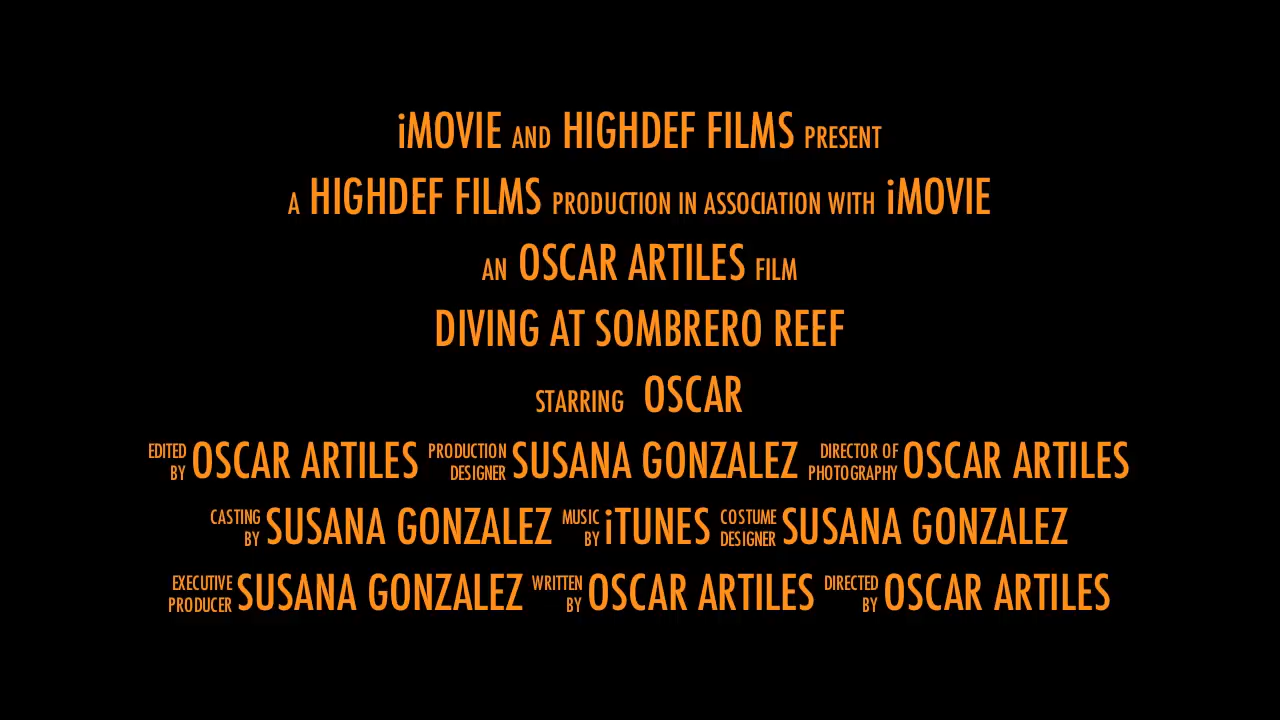 iMOVIE AND HIGHDEF FILMS PRESENT
A HIGHDEF FILMS PRODUCTION IN ASSOCIATION WITH iMOVIE
AN OSCAR ARTILES FILM
DIVING AT SOMBRERO REEF
STARRING OSCAR
EDITED BY OSCAR ARTILES PRODUCTION DESIGNER SUSANA GONZALEZ DIRECTOR OF PHOTOGRAPHY OSCAR ARTILES
CASTING BY SUSANA GONZALEZ MUSIC BY iTUNES COSTUME DESIGNER SUSANA GONZALEZ
EXECUTIVE PRODUCER SUSANA GONZALEZ WRITTEN BY OSCAR ARTILES DIRECTED BY OSCAR ARTILES